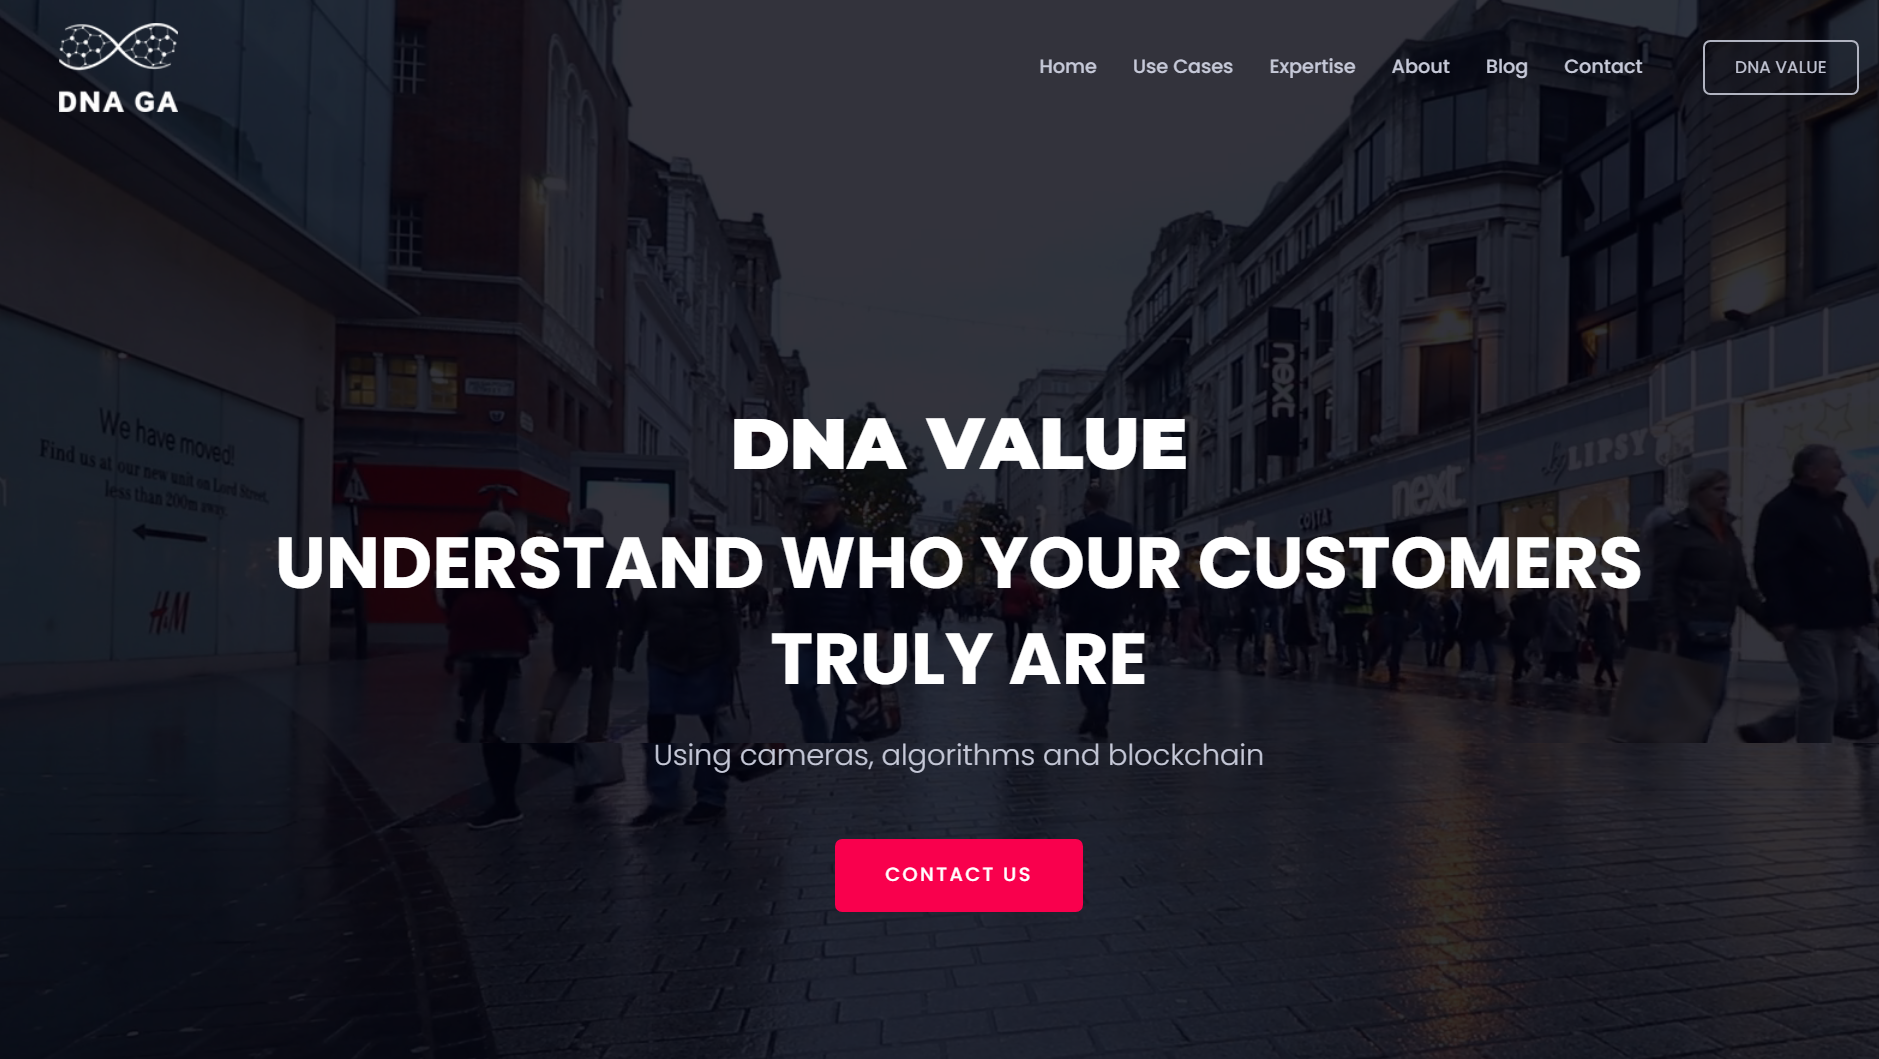 DNA GA
Home
Use Cases
Expertise
About
Blog
Contact
DNA VALUE
next
We have moved!
Find us at our new unit on Lord Street,
less than 200m away.
H&M
by LIPSY
next
COSTA
DNA VALUE
UNDERSTAND WHO YOUR CUSTOMERS
TRULY ARE
Using cameras, algorithms and blockchain
CONTACT US